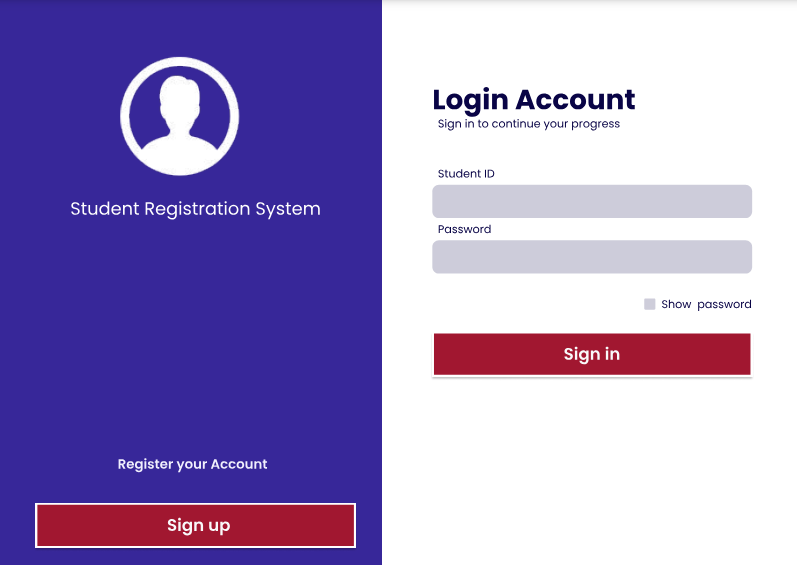 Student Registration System
Register your Account
Sign up
Login Account
Sign in to continue your progress
Student ID
Password
Show password
Sign in